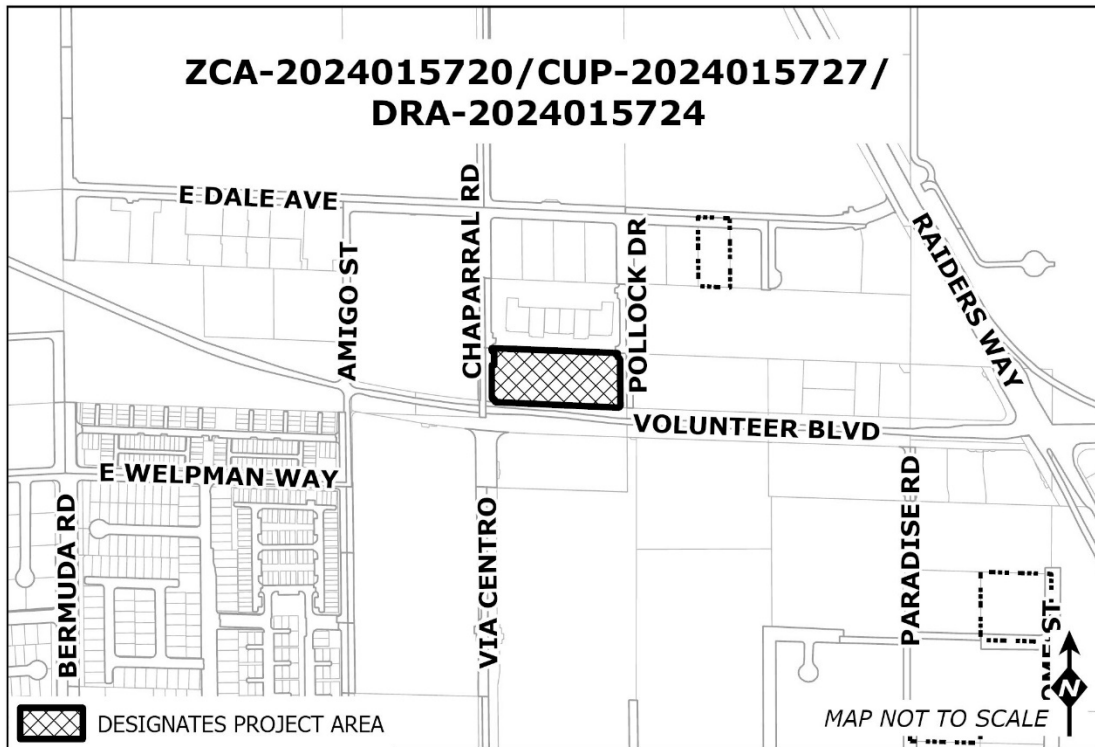 ZCA-2024015720/CUP-2024015727/
DRA-2024015724
E DALE AVE
CHAPARRAL RD
AMIGO ST
POLLOCK DR
RAIDERS WAY
VOLUNTEER BLVD
E WELPMAN WAY
BERMUDA RD
VIA CENTRO
PARADISE RD
ST
N
DESIGNATES PROJECT AREA
MAP NOT TO SCALE